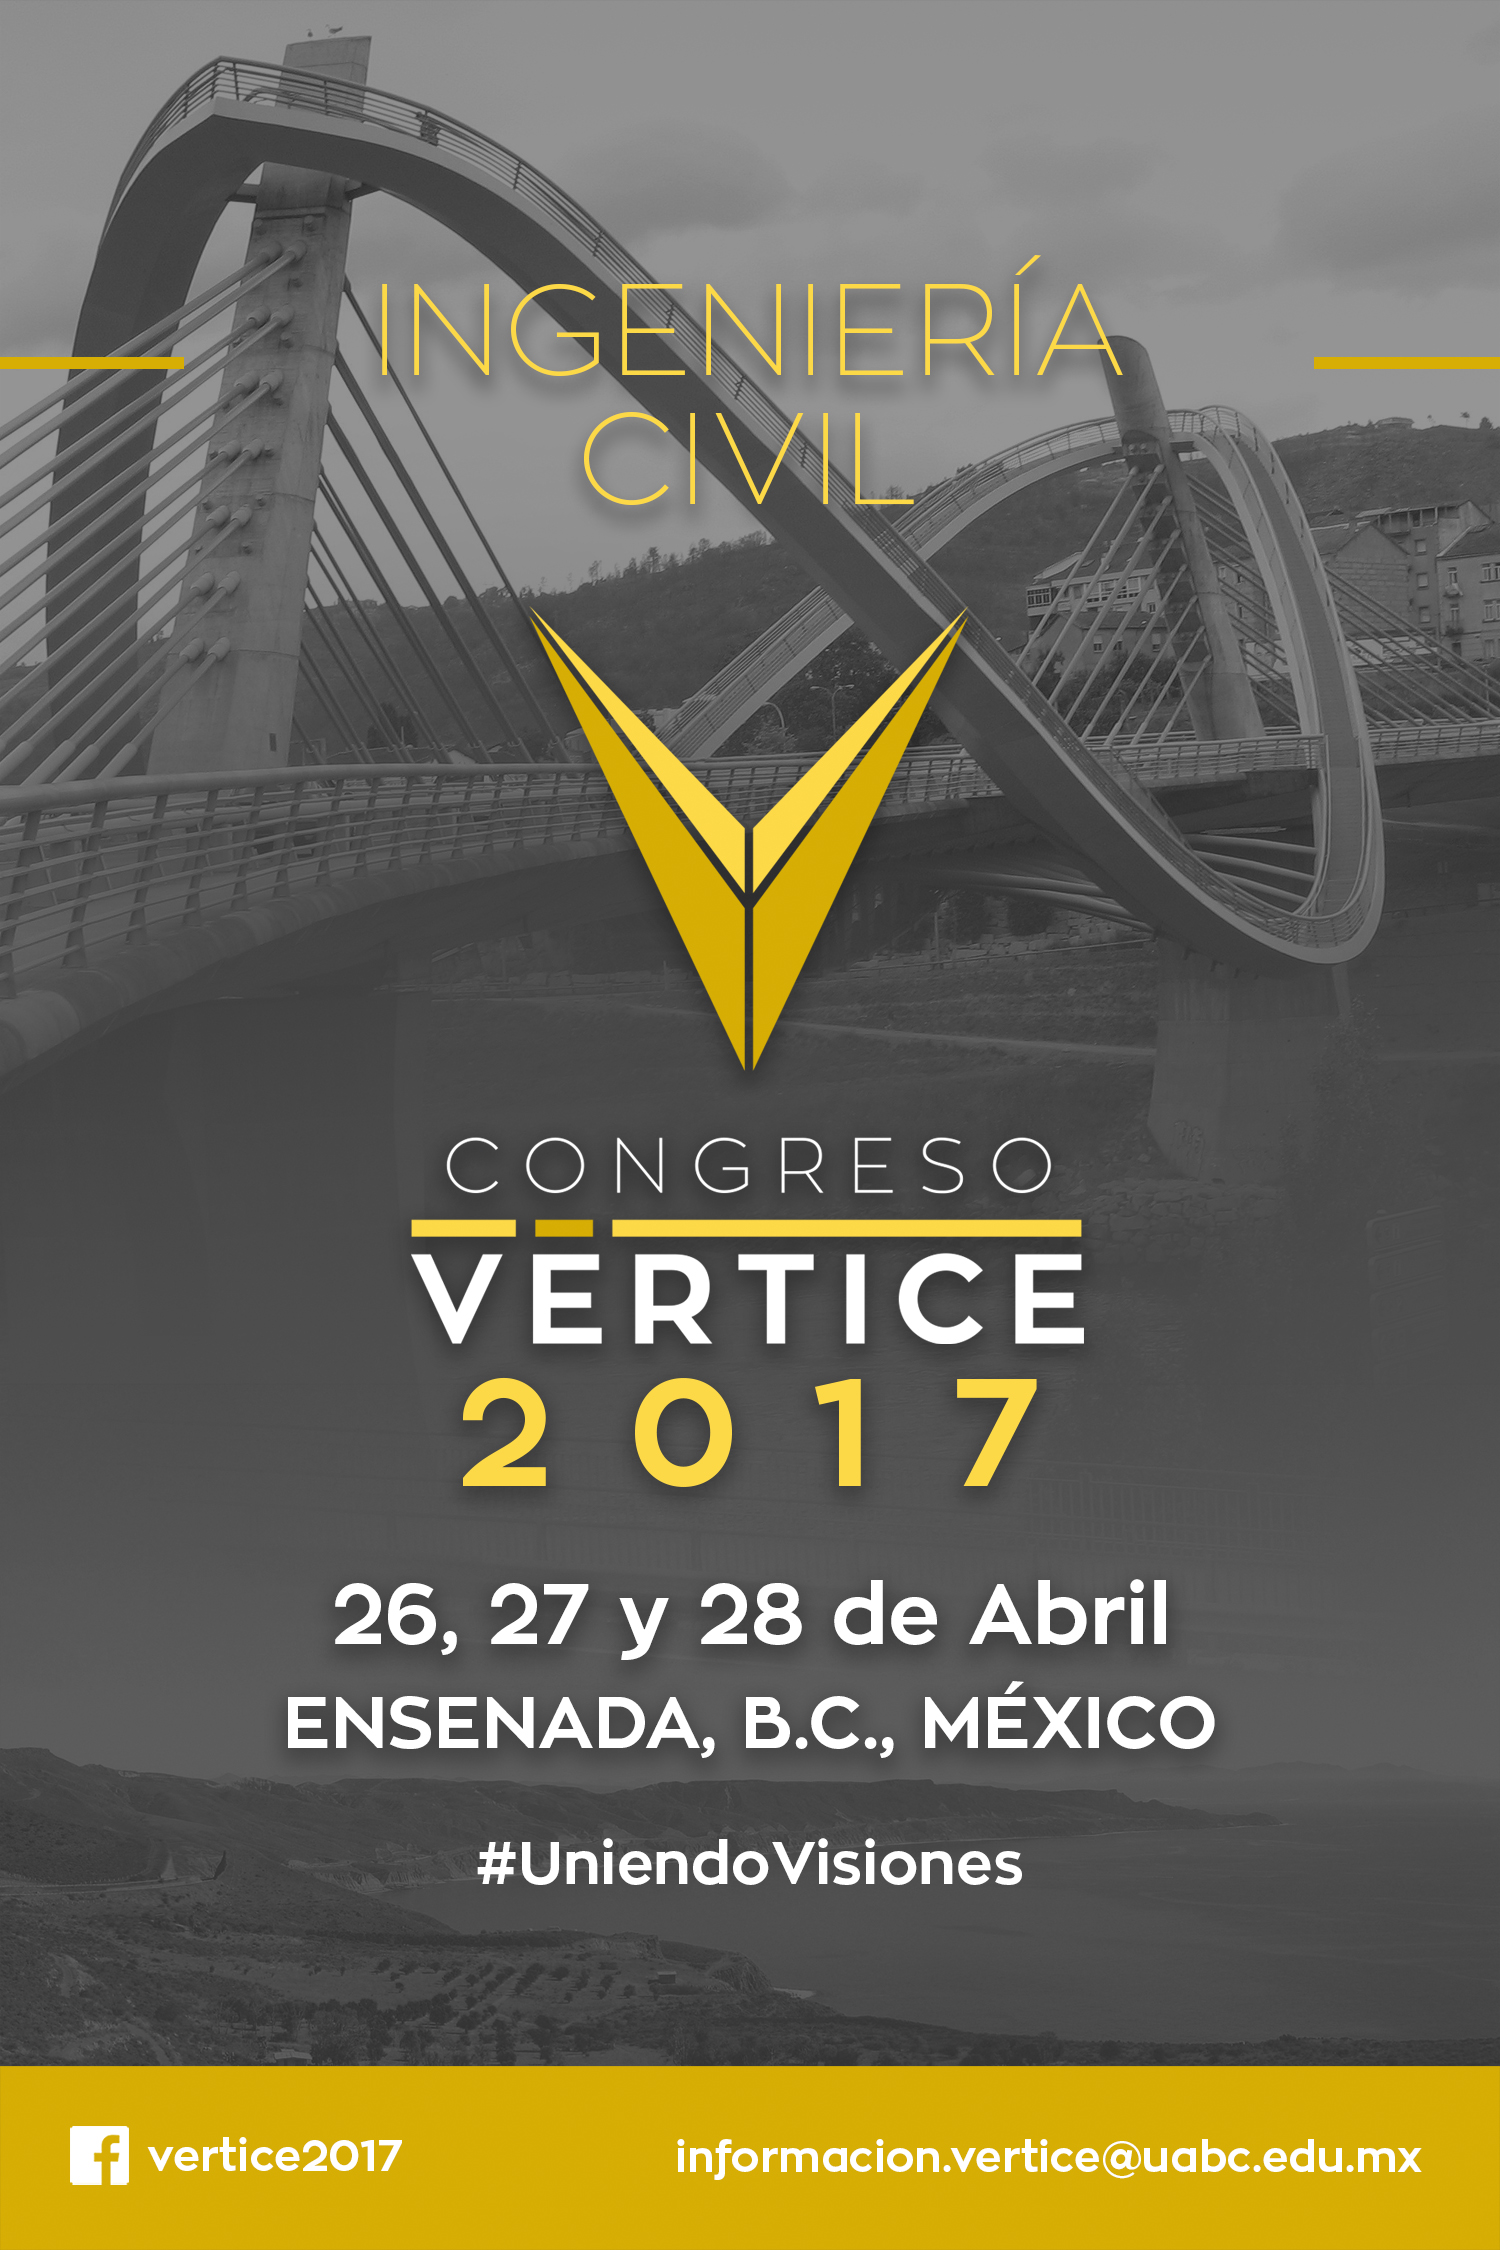 INGENIERÍA
CIVIL
CONGRESO
VÉRTICE
2017
26, 27 y 28 de Abril
ENSENADA, B.C., MÉXICO
#UniendoVisiones
vertice2017
informacion.vertice@uabc.edu.mx